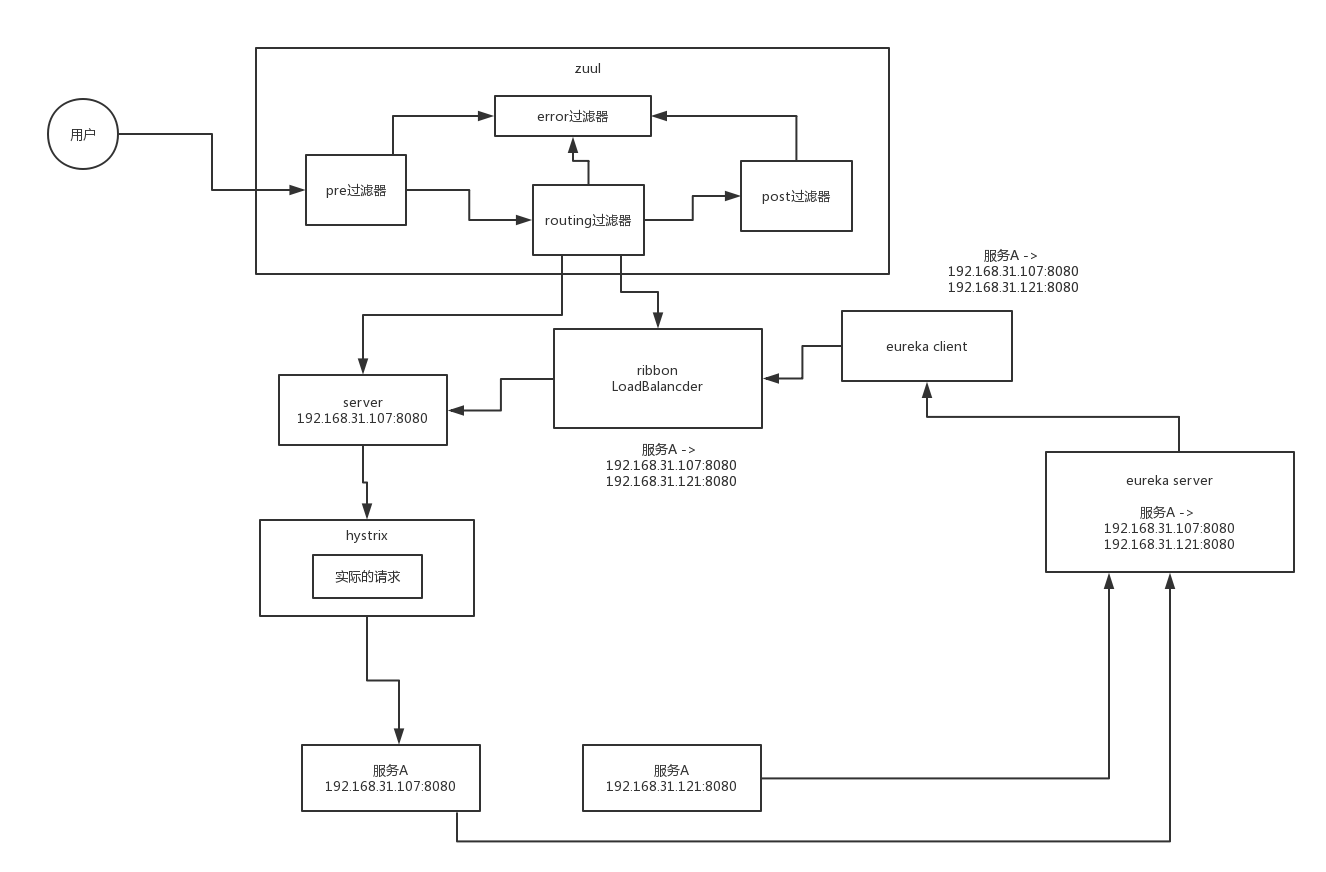 zuul
用户
error过滤器
pre过滤器
routing过滤器
post过滤器
服务A ->
192.168.31.107:8080
192.168.31.121:8080
eureka client
ribbon
LoadBalancder
server
192.168.31.107:8080
服务A ->
192.168.31.107:8080
192.168.31.121:8080
eureka server
服务A ->
192.168.31.107:8080
192.168.31.121:8080
hystrix
实际的请求
服务A
192.168.31.107:8080
服务A
192.168.31.121:8080